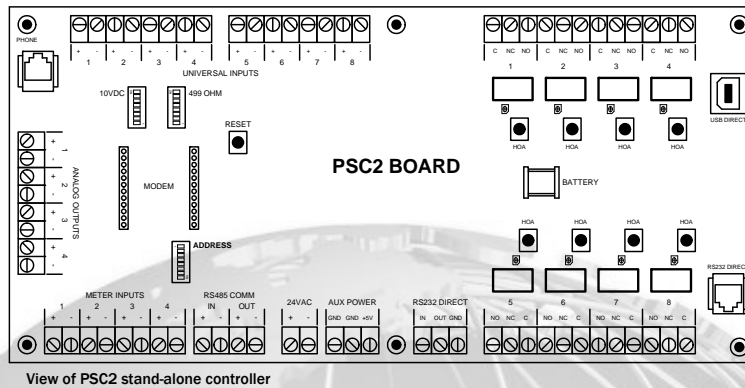 PHONE
+ - + - + - + -
1 2 3 4
+ - + - + - + -
5 6 7 8
UNIVERSAL INPUTS
C NC NO C NC NO C NC NO C NC NO
1 2 3 4
10VDC
499 OHM
RESET
USB DIRECT
HOA HOA HOA HOA
PSC2 BOARD
MODEM
BATTERY
+ - + - + - + -
1 2 3 4
ANALOG OUTPUTS
ADDRESS
HOA HOA HOA HOA
RS232 DIRECT
METER INPUTS
1 2 3 4
+ - + - + - + -
RS485 COMM
IN OUT
+ - + -
24VAC
+ -
AUX POWER
GND GND +5V
RS232 DIRECT
IN OUT GND
5 6 7 8
NO NC C NO NC C NO NC C NO NC C
View of PSC2 stand-alone controller